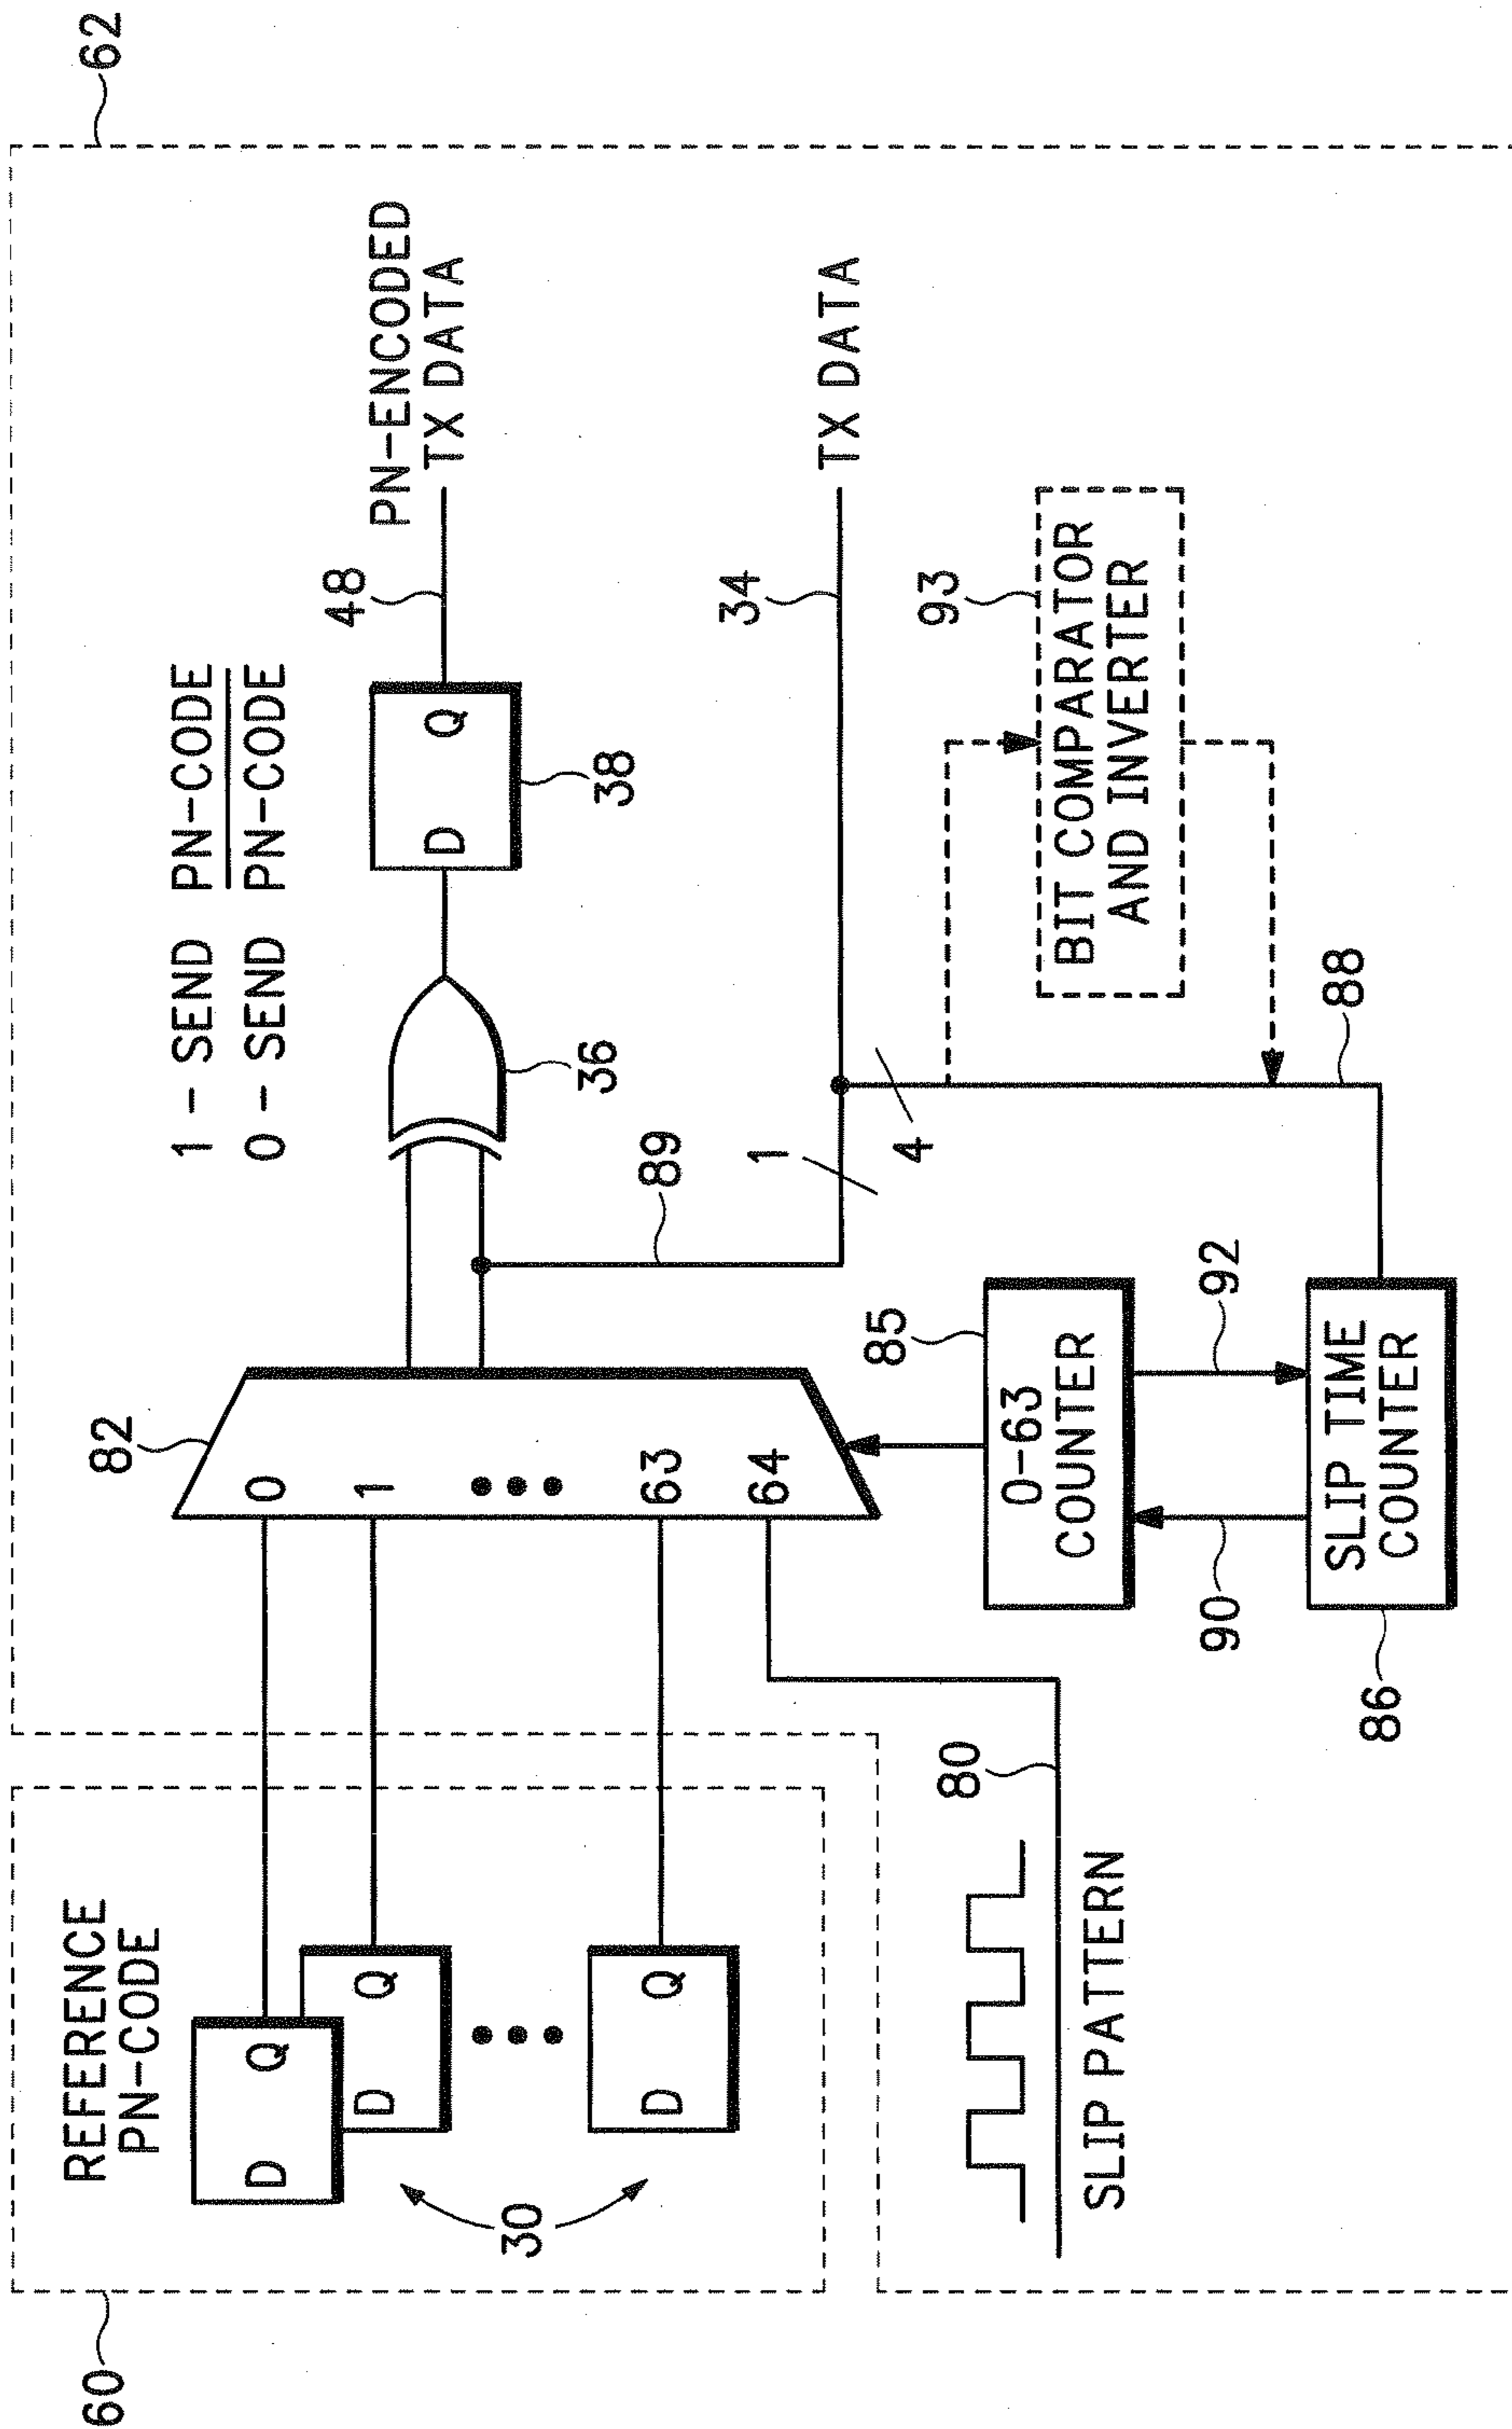 62
60
REFERENCE
PN-CODE
D Q
D Q
D Q
30
82
0
1
63
64
1 - SEND PN-CODE
0 - SEND PN-CODE
36
D Q
38
48
PN-ENCODED
TX DATA
89
1
4
34
TX DATA
93
BIT COMPARATOR
AND INVERTER
88
80
SLIP PATTERN
85
0-63
COUNTER
90
92
SLIP TIME
COUNTER
86